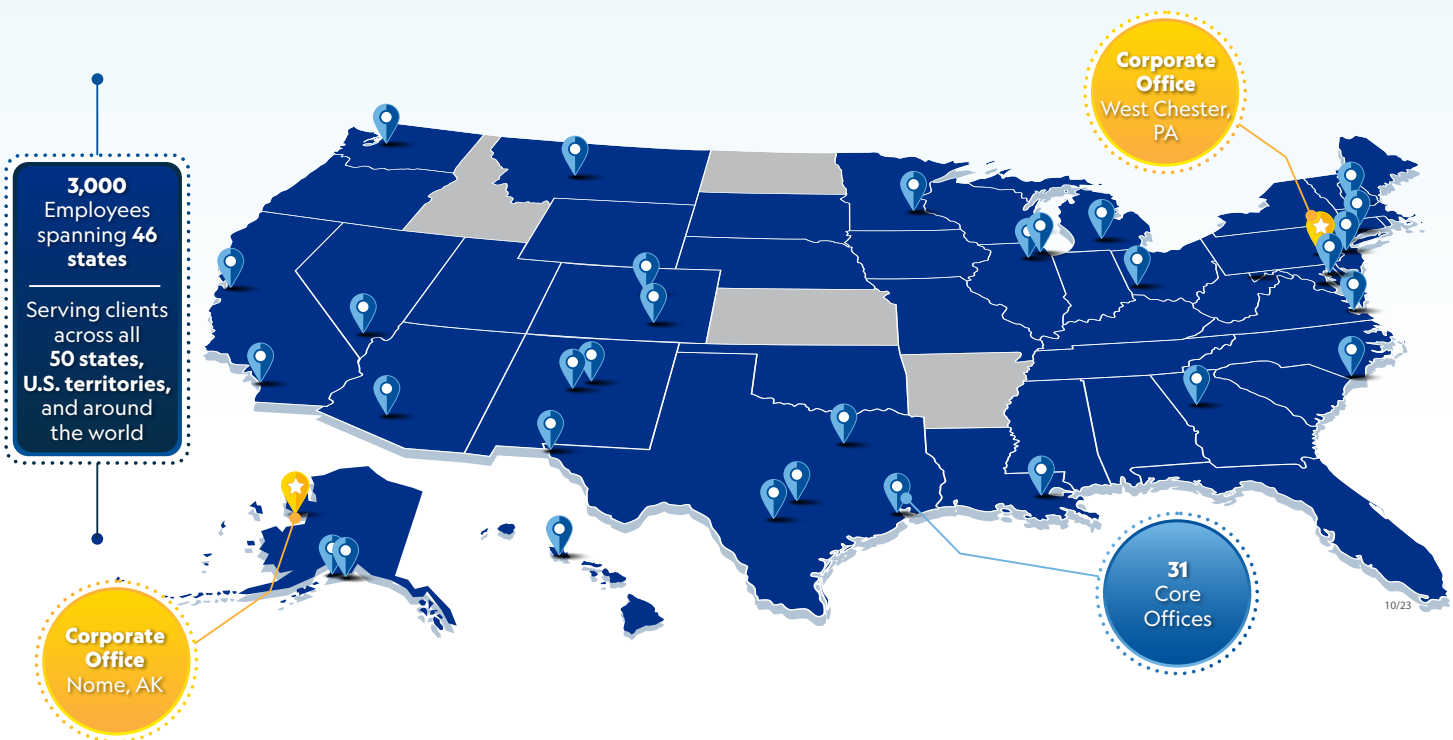 Corporate
Office
West Chester,
PA
3,000
Employees
spanning 46
states
Serving clients
across all
50 states,
U.S. territories,
and around
the world
31
Core
Offices
10/23
Corporate
Office
Nome, AK